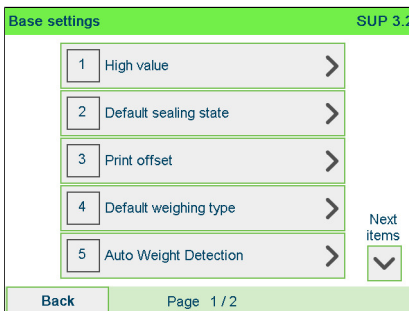 Base settings SUP 3.2
1 High value
2 Default sealing state
3 Print offset
4 Default weighing type
5 Auto Weight Detection
Next
items
Back Page 1 / 2